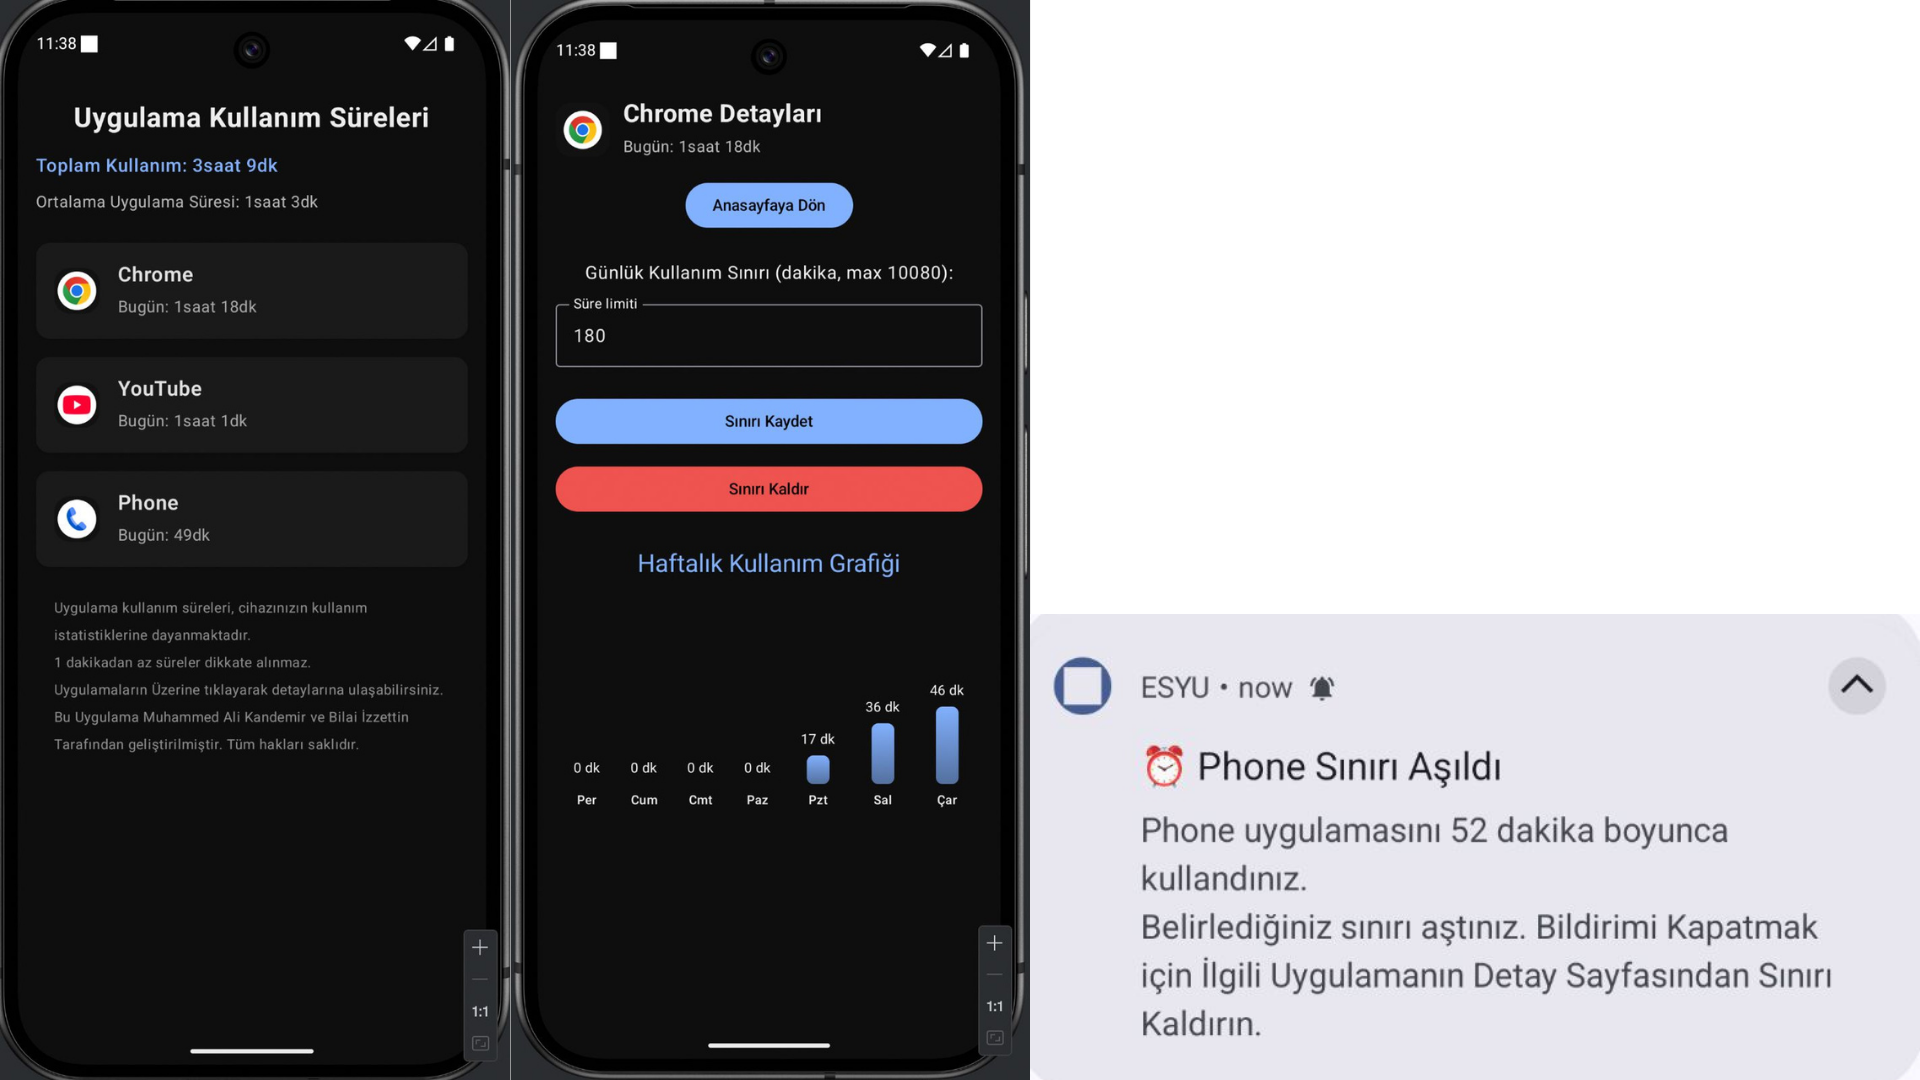 11:38
Uygulama Kullanım Süreleri
Toplam Kullanım: 3saat 9dk
Ortalama Uygulama Süresi: 1saat 3dk
Chrome
Bugün: 1saat 18dk
YouTube
Bugün: 1saat 1dk
Phone
Bugün: 49dk
Uygulama kullanım süreleri, cihazınızın kullanım
istatistiklerine dayanmaktadır.
1 dakikadan az süreler dikkate alınmaz.
Uygulamaların Üzerine tıklayarak detaylarına ulaşabilirsiniz.
Bu Uygulama Muhammed Ali Kandemir ve Bilai İzzettin
Tarafından geliştirilmiştir. Tüm hakları saklıdır.
1:1
11:38
Chrome Detayları
Bugün: 1saat 18dk
Anasayfaya Dön
Günlük Kullanım Sınırı (dakika, max 10080):
Süre limiti
180
Sınırı Kaydet
Sınırı Kaldır
Haftalık Kullanım Grafiği
0 dk 0 dk 0 dk 0 dk 17 dk 36 dk 46 dk
Per Cum Cmt Paz Pzt Sal Çar
1:1
ESYU • now
Phone Sınırı Aşıldı
Phone uygulamasını 52 dakika boyunca
kullandınız.
Belirlediğiniz sınırı aştınız. Bildirimi Kapatmak
için İlgili Uygulamanın Detay Sayfasından Sınırı
Kaldırın.